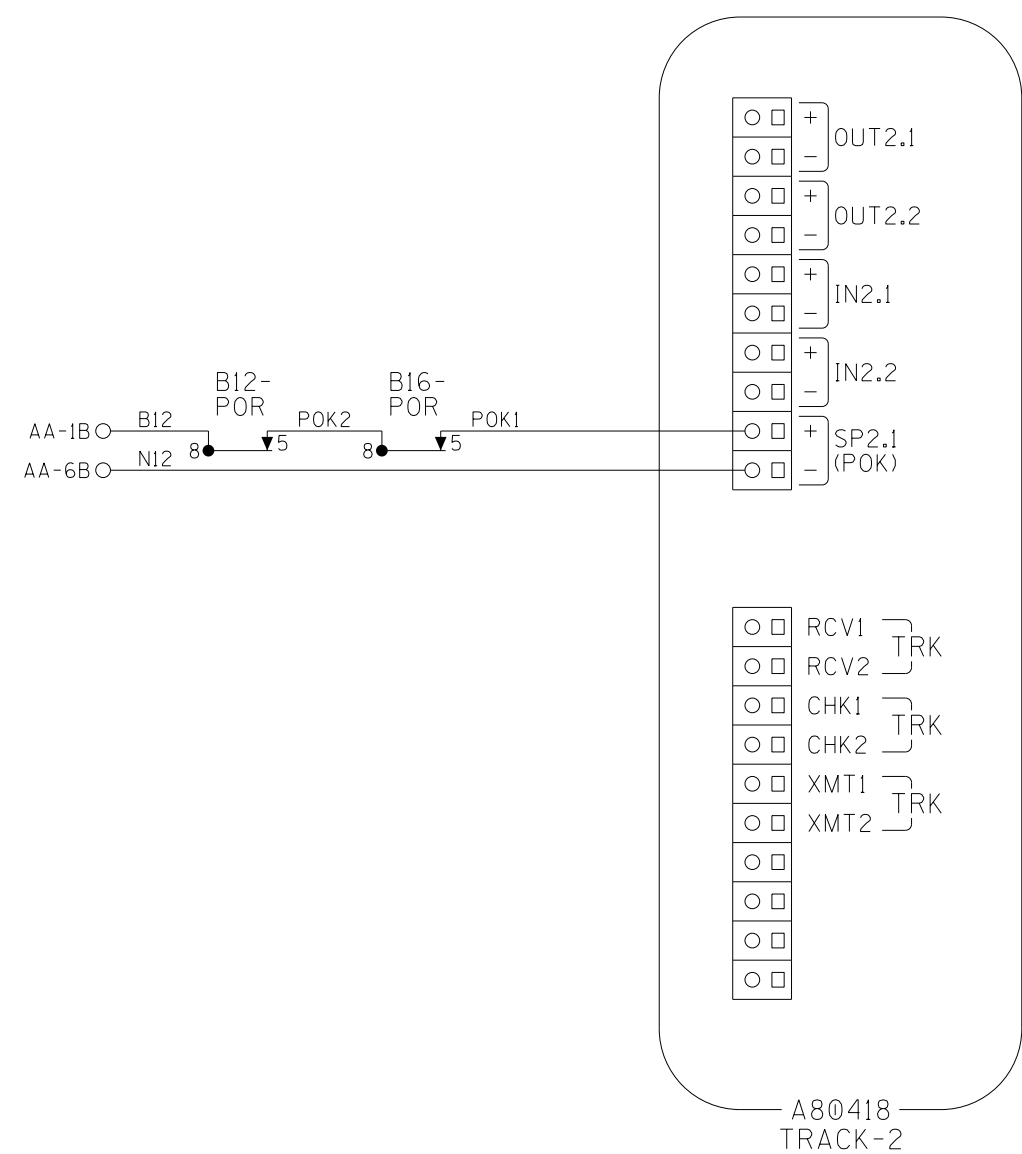 +
OUT2.1
-
+
OUT2.2
-
+
IN2.1
-
+
IN2.2
-
B12-
POR
B16-
POR
AA-1B
B12
8
5
POK2
8
5
POK1
+
SP2.1
(POK)
-
AA-6B
N12
RCV1
TRK
RCV2
CHK1
TRK
CHK2
XMT1
TRK
XMT2
A80418
TRACK-2